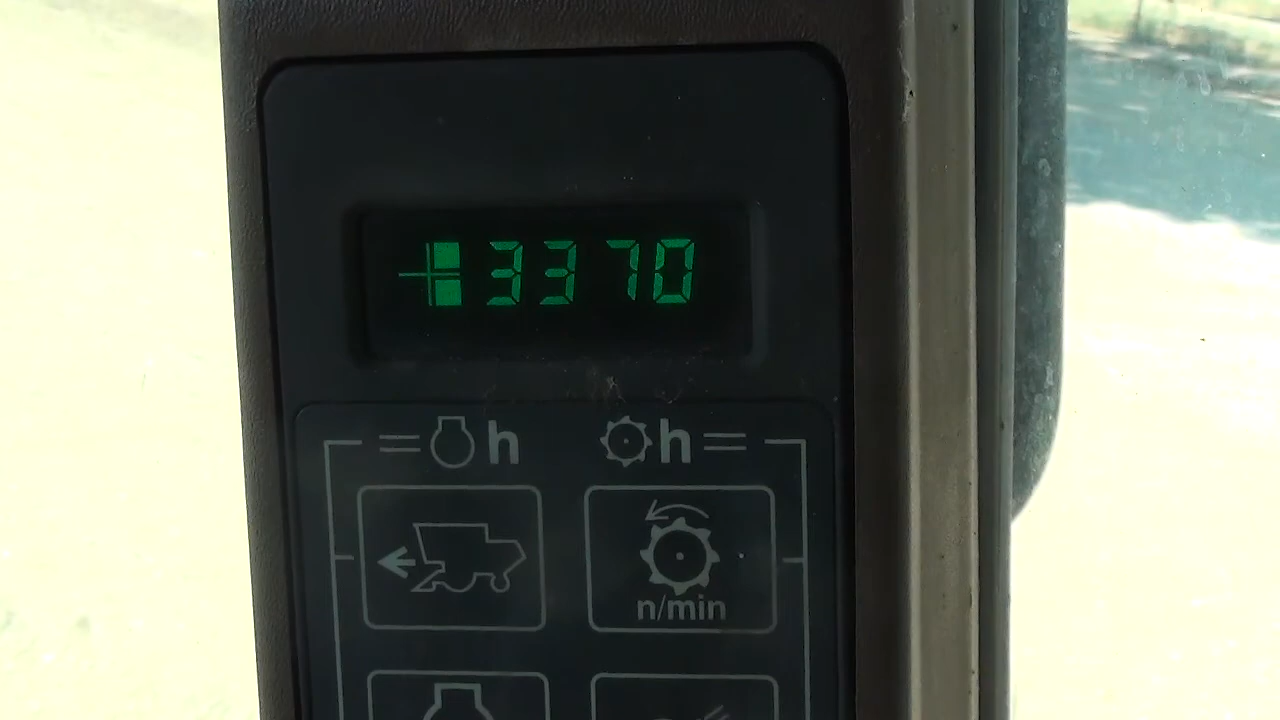 3370
=h h=
n/min